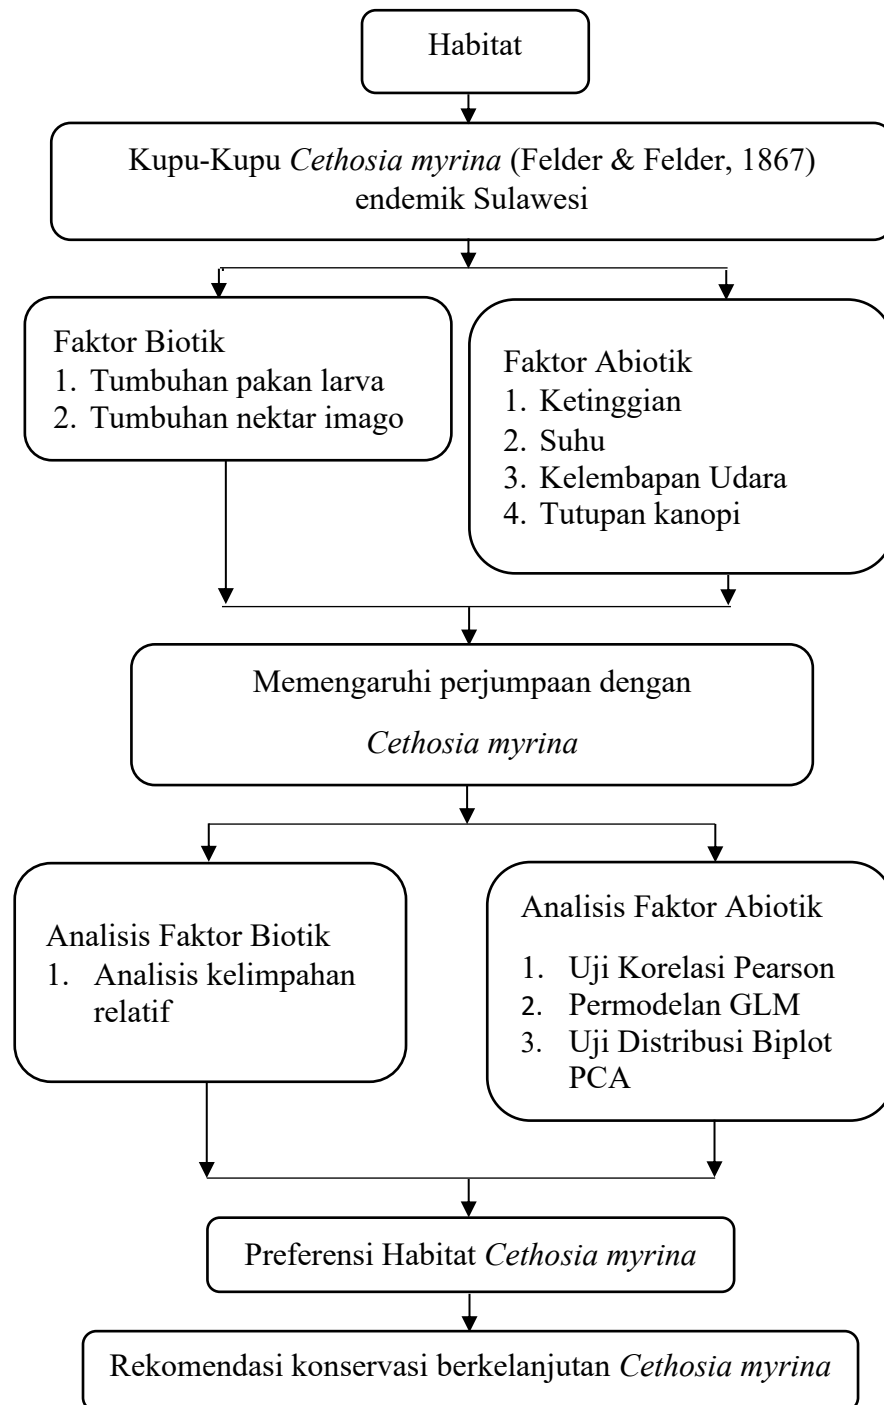 Habitat
Kupu-Kupu Cethosia myrina (Felder & Felder, 1867)
endemik Sulawesi
Faktor Biotik
1. Tumbuhan pakan larva
2. Tumbuhan nektar imago
Faktor Abiotik
1. Ketinggian
2. Suhu
3. Kelembapan Udara
4. Tutupan kanopi
Memengaruhi perjumpaan dengan
Cethosia myrina
Analisis Faktor Biotik
1. Analisis kelimpahan
relatif
Analisis Faktor Abiotik
1. Uji Korelasi Pearson
2. Permodelan GLM
3. Uji Distribusi Biplot
PCA
Preferensi Habitat Cethosia myrina
Rekomendasi konservasi berkelanjutan Cethosia myrina